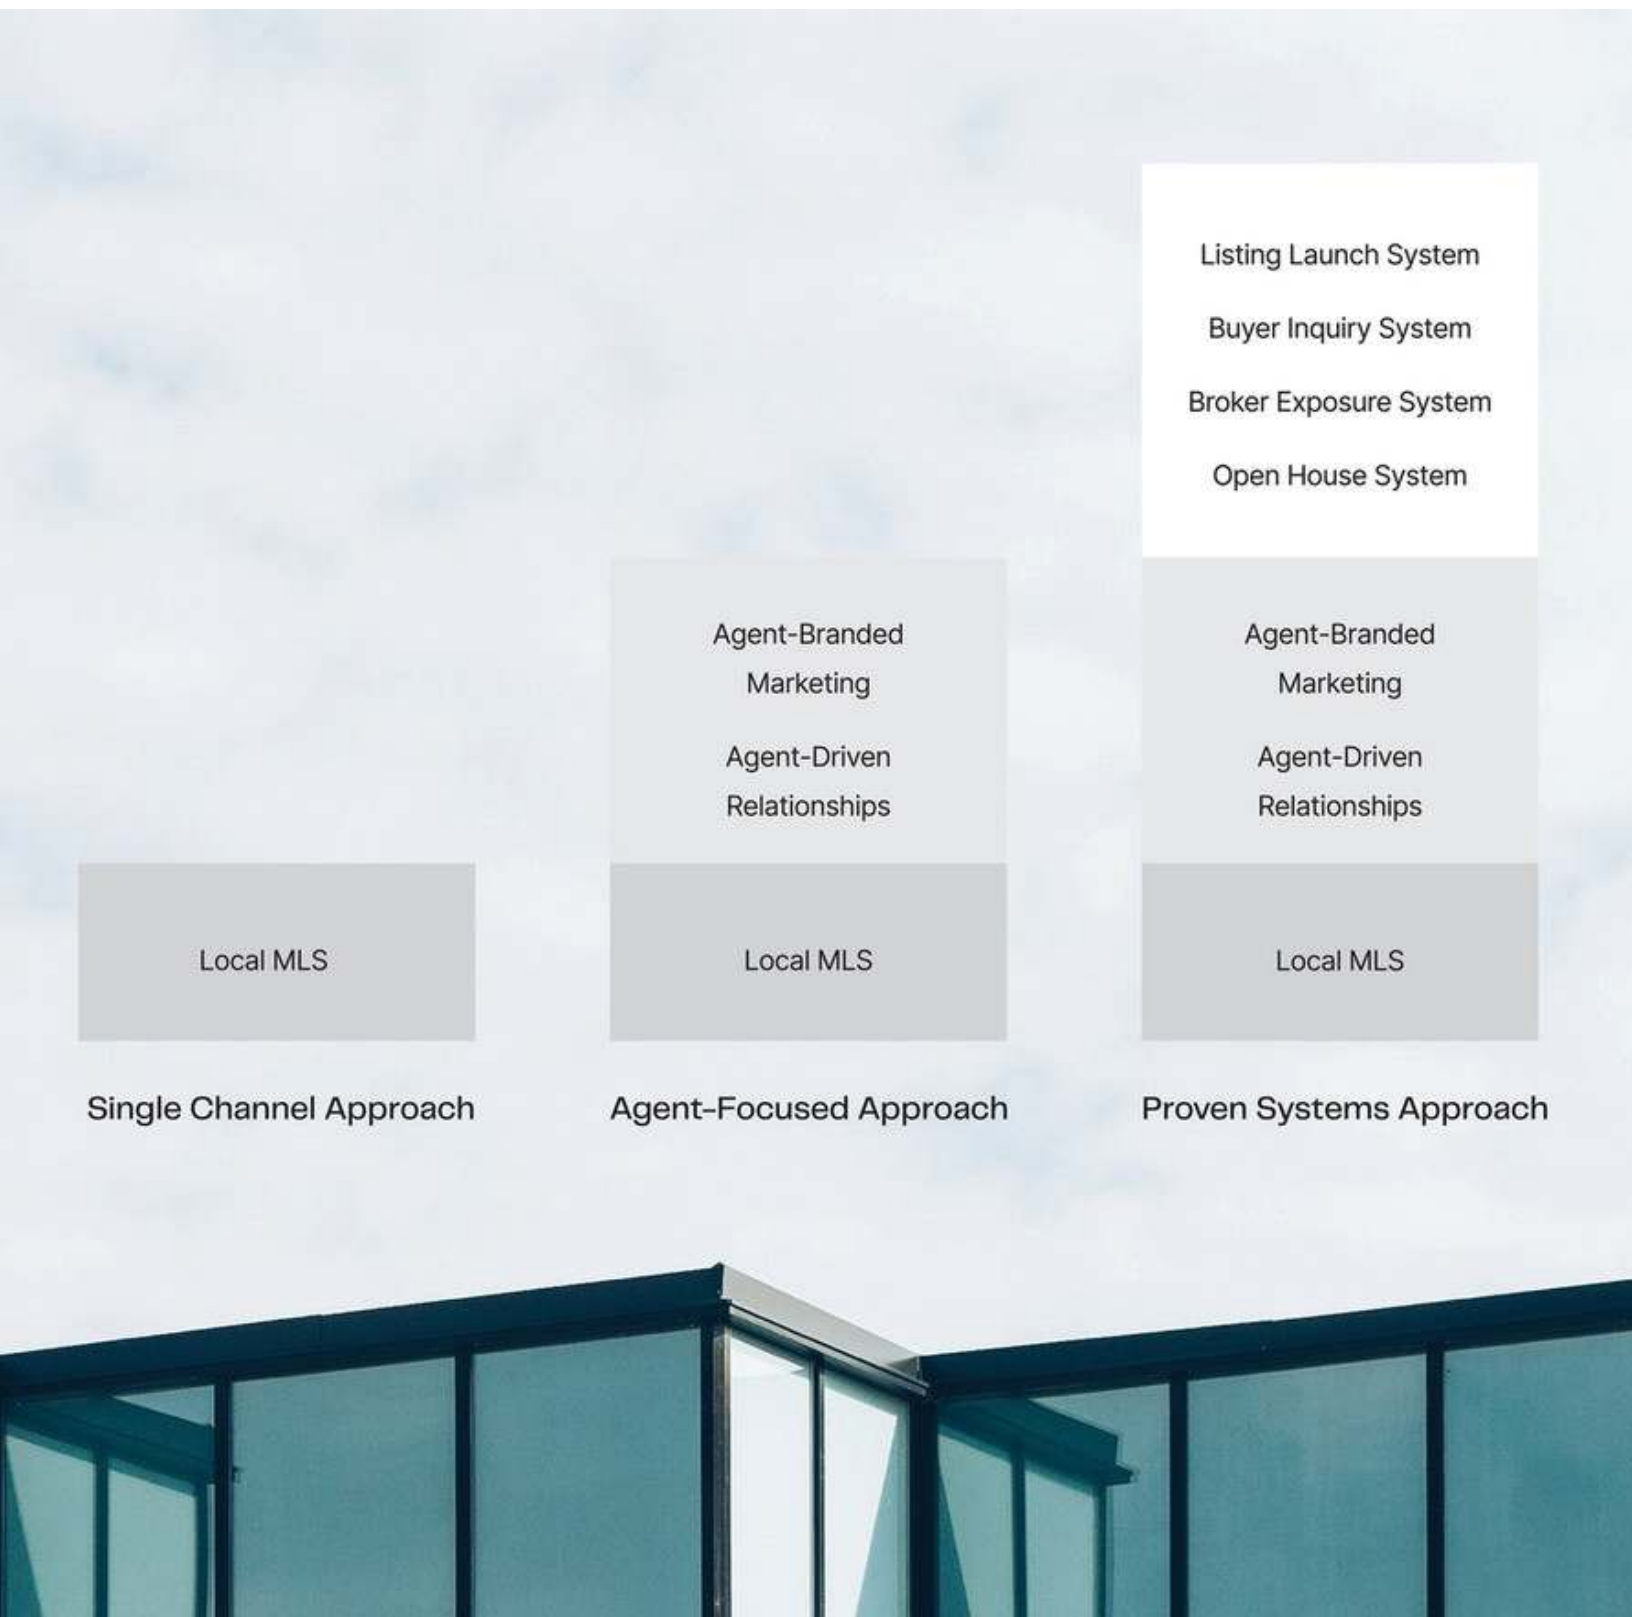 Listing Launch System
Buyer Inquiry System
Broker Exposure System
Open House System
Agent-Branded
Marketing
Agent-Driven
Relationships
Agent-Branded
Marketing
Agent-Driven
Relationships
Local MLS
Local MLS
Local MLS
Single Channel Approach
Agent-Focused Approach
Proven Systems Approach